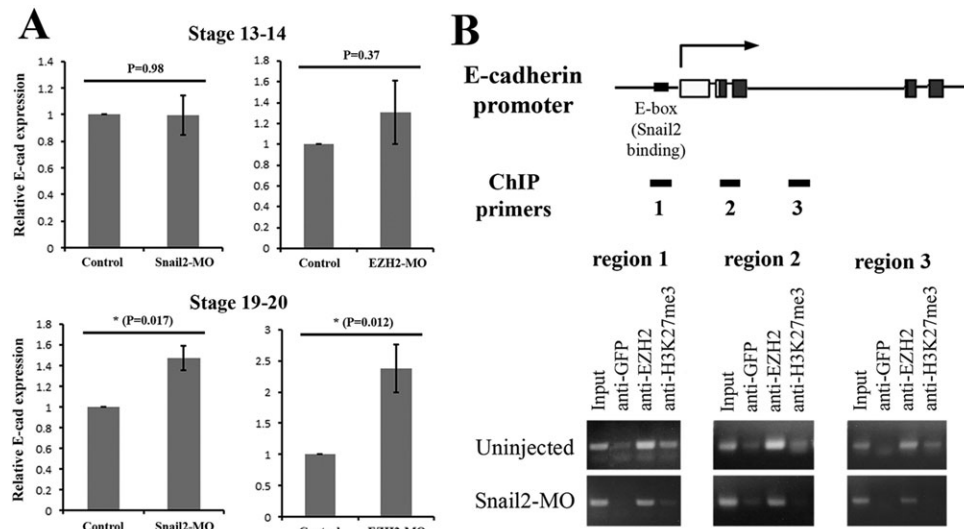 A
Stage 13-14
Relative E-cad expression
1.4
1.2
1
0.8
0.6
0.4
0.2
0
P=0.98
Control Snail2-MO
1.8
1.6
1.4
1.2
1
0.8
0.6
0.4
0.2
0
P=0.37
Control EZH2-MO
Stage 19-20
Relative E-cad expression
1.8
1.6
1.4
1.2
1
0.8
0.6
0.4
0.2
0
* (P=0.017)
Control Snail2-MO
3
2.5
2
1.5
1
0.5
0
* (P=0.012)
Control EZH2-MO
B
E-cadherin
promoter
E-box
(Snail2
binding)
ChIP
primers
1 2 3
region 1 region 2 region 3
Input anti-GFP anti-EZH2 anti-H3K27me3 Input anti-GFP anti-EZH2 anti-H3K27me3 Input anti-GFP anti-EZH2 anti-H3K27me3
Uninjected
Snail2-MO